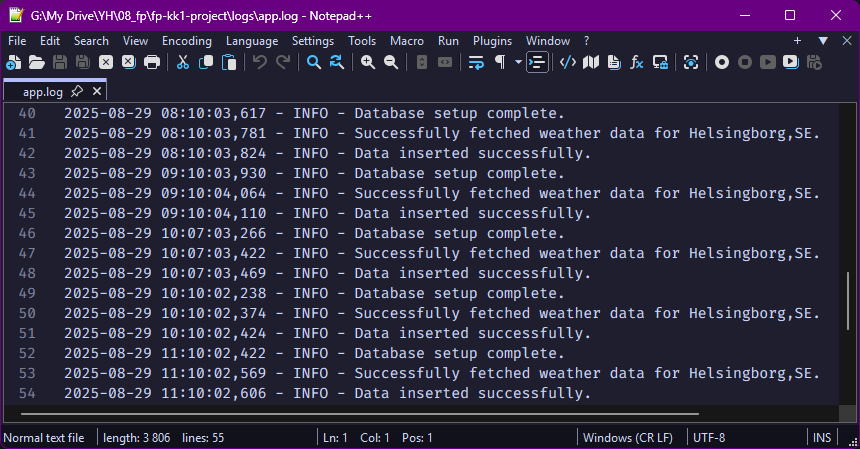 G:\My Drive\YH\08_fp\fp-kk1-project\logs\app.log - Notepad++
File Edit Search View Encoding Language Settings Tools Macro Run Plugins Window ?
app.log
40 2025-08-29 08:10:03,617 - INFO - Database setup complete.
41 2025-08-29 08:10:03,781 - INFO - Successfully fetched weather data for Helsingborg,SE.
42 2025-08-29 08:10:03,824 - INFO - Data inserted successfully.
43 2025-08-29 09:10:03,930 - INFO - Database setup complete.
44 2025-08-29 09:10:04,064 - INFO - Successfully fetched weather data for Helsingborg,SE.
45 2025-08-29 09:10:04,110 - INFO - Data inserted successfully.
46 2025-08-29 10:07:03,266 - INFO - Database setup complete.
47 2025-08-29 10:07:03,422 - INFO - Successfully fetched weather data for Helsingborg,SE.
48 2025-08-29 10:07:03,469 - INFO - Data inserted successfully.
49 2025-08-29 10:10:02,238 - INFO - Database setup complete.
50 2025-08-29 10:10:02,374 - INFO - Successfully fetched weather data for Helsingborg,SE.
51 2025-08-29 10:10:02,424 - INFO - Data inserted successfully.
52 2025-08-29 11:10:02,422 - INFO - Database setup complete.
53 2025-08-29 11:10:02,569 - INFO - Successfully fetched weather data for Helsingborg,SE.
54 2025-08-29 11:10:02,606 - INFO - Data inserted successfully.
Normal text file length: 3 806 lines: 55 Ln: 1 Col: 1 Pos: 1 Windows (CR LF) UTF-8 INS